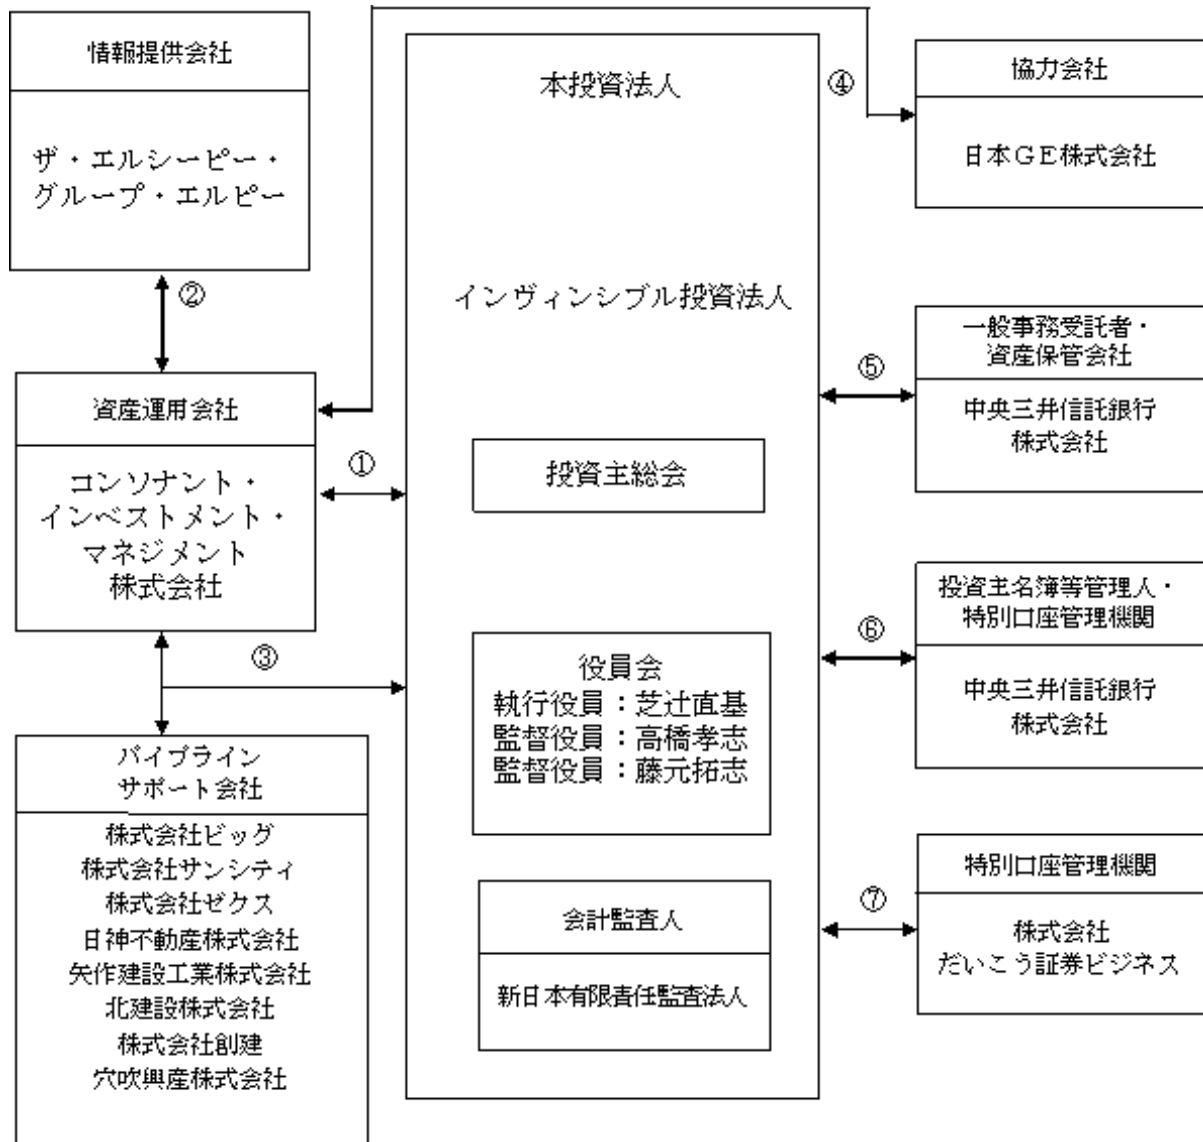 情報提供会社
ザ・エルシーピー・
グループ・エルピー
②
資産運用会社
コンソナント・
インベストメント・
マネジメント
株式会社
①
③
パイプライン
サポート会社
株式会社ビッグ
株式会社サンシティ
株式会社ゼクス
日神不動産株式会社
矢作建設工業株式会社
北建設株式会社
株式会社創建
穴吹興産株式会社
本投資法人
インヴィンシブル投資法人
投資主総会
役員会
執行役員：芝辻直基
監督役員：高橋孝志
監督役員：藤元拓志
会計監査人
新日本有限責任監査法人
④
協力会社
日本ＧＥ株式会社
⑤
一般事務受託者・
資産保管会社
中央三井信託銀行
株式会社
⑥
投資主名簿等管理人・
特別口座管理機関
中央三井信託銀行
株式会社
⑦
特別口座管理機関
株式会社
だいこう証券ビジネス